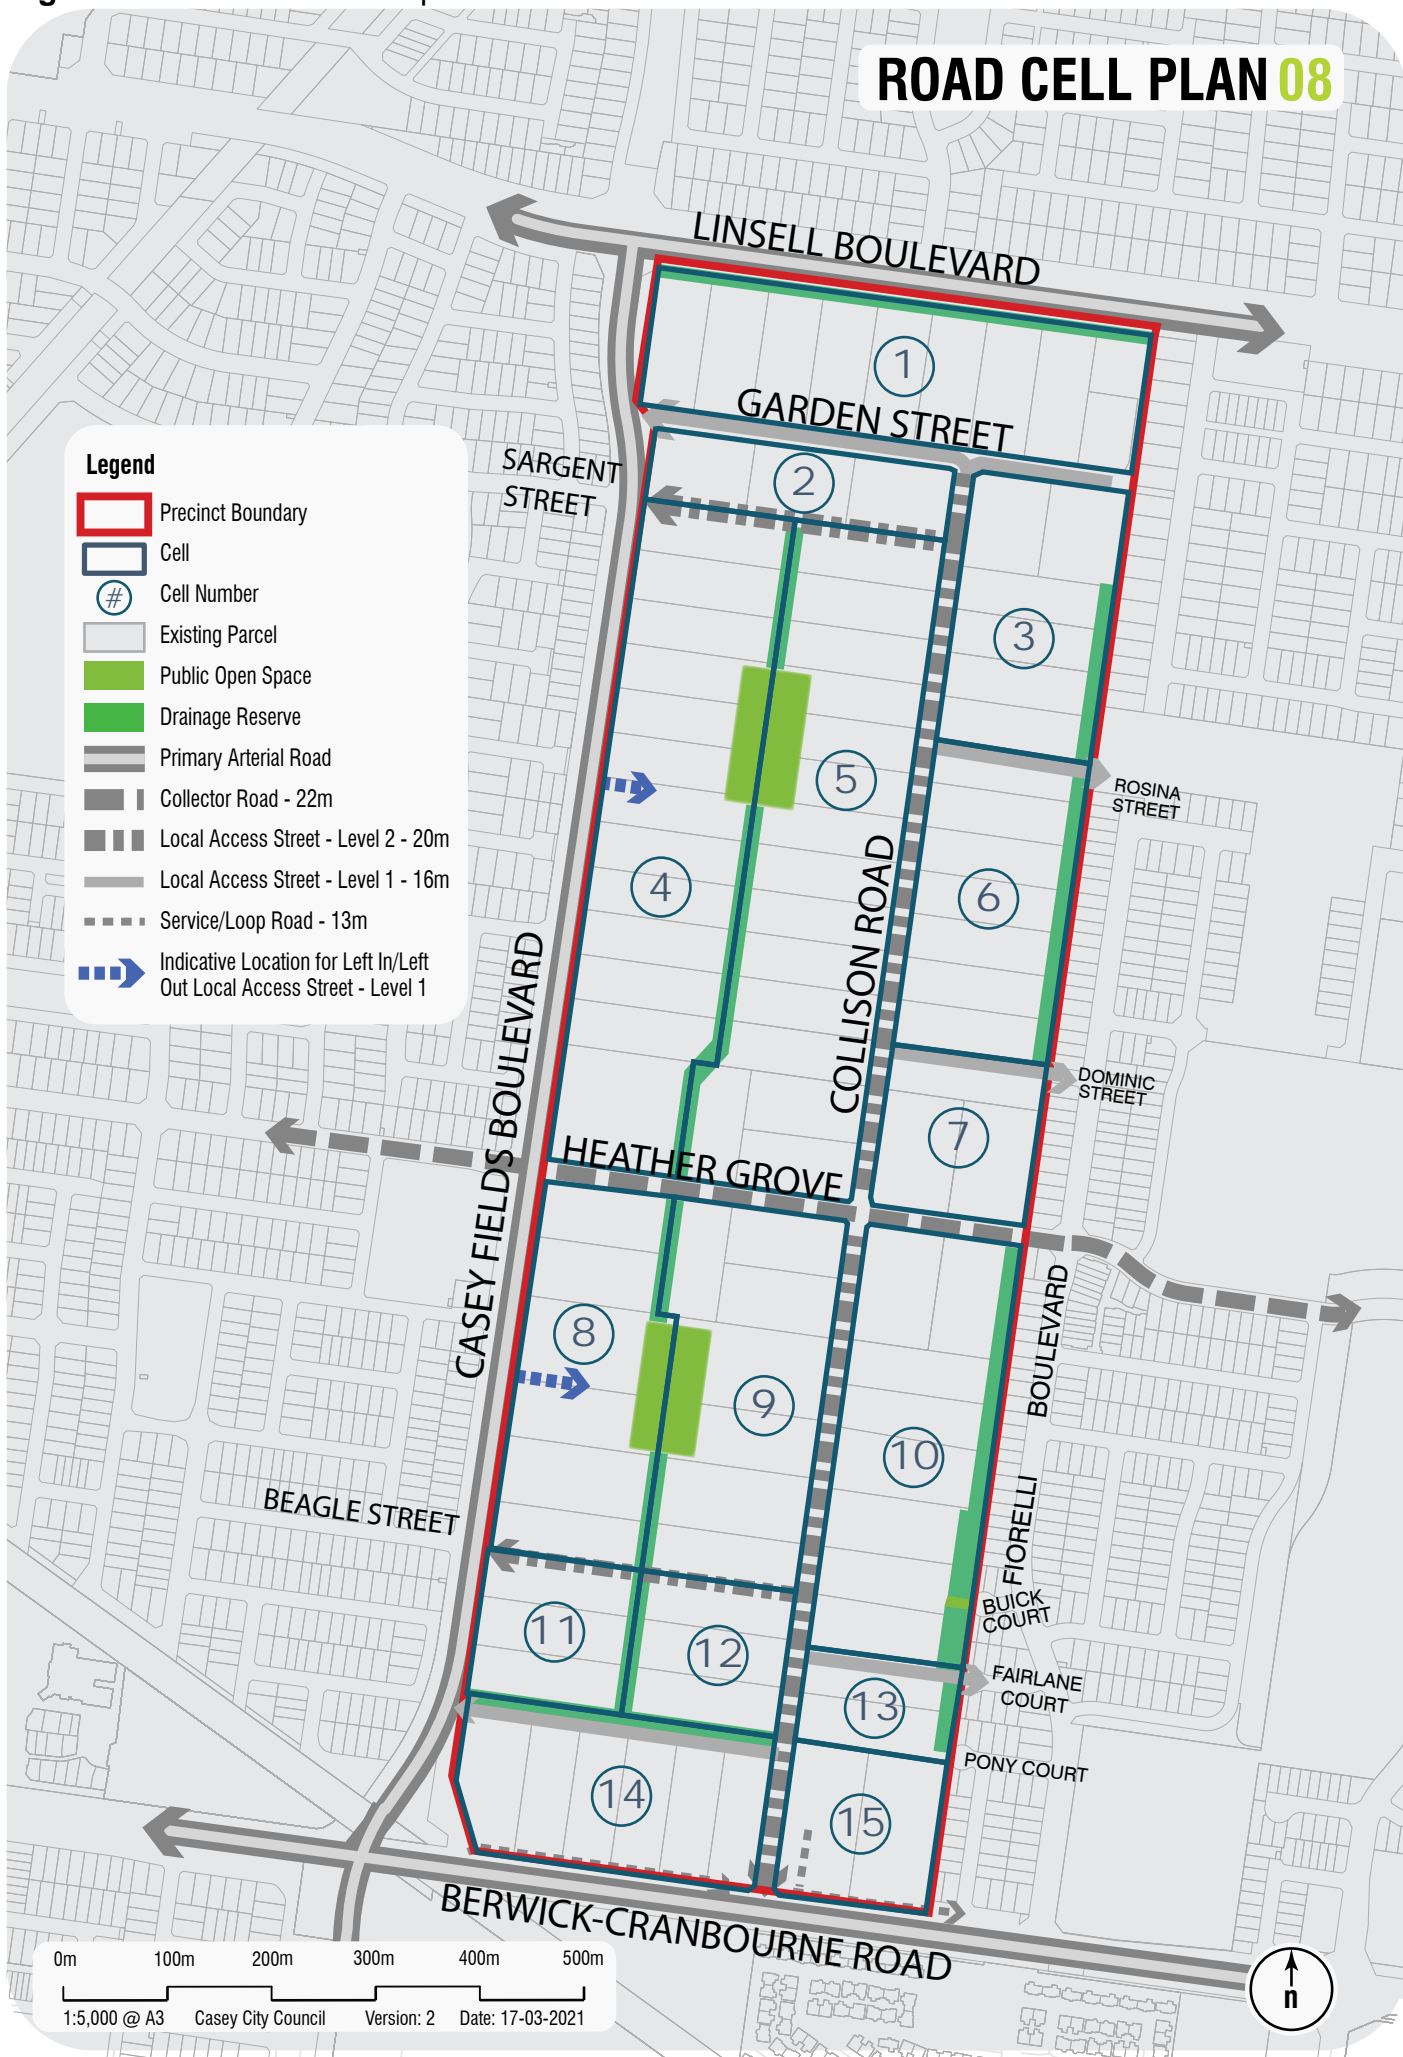 ROAD CELL PLAN 08
LINSELL BOULEVARD
1
GARDEN STREET
SARGENT
STREET
2
3
Legend
Precinct Boundary
Cell
# Cell Number
Existing Parcel
Public Open Space
Drainage Reserve
Primary Arterial Road
Collector Road - 22m
Local Access Street - Level 2 - 20m
Local Access Street - Level 1 - 16m
Service/Loop Road - 13m
Indicative Location for Left In/Left
Out Local Access Street - Level 1
5
ROSINA
STREET
4
6
COLLISON ROAD
CASEY FIELDS BOULEVARD
DOMINIC
STREET
7
HEATHER GROVE
8
9
FIORELLI BOULEVARD
10
BEAGLE STREET
BUICK
COURT
11
12
FAIRLANE
COURT
13
PONY COURT
14
15
BERWICK-CRANBOURNE ROAD
0m 100m 200m 300m 400m 500m
1:5,000 @ A3 Casey City Council Version: 2 Date: 17-03-2021
n